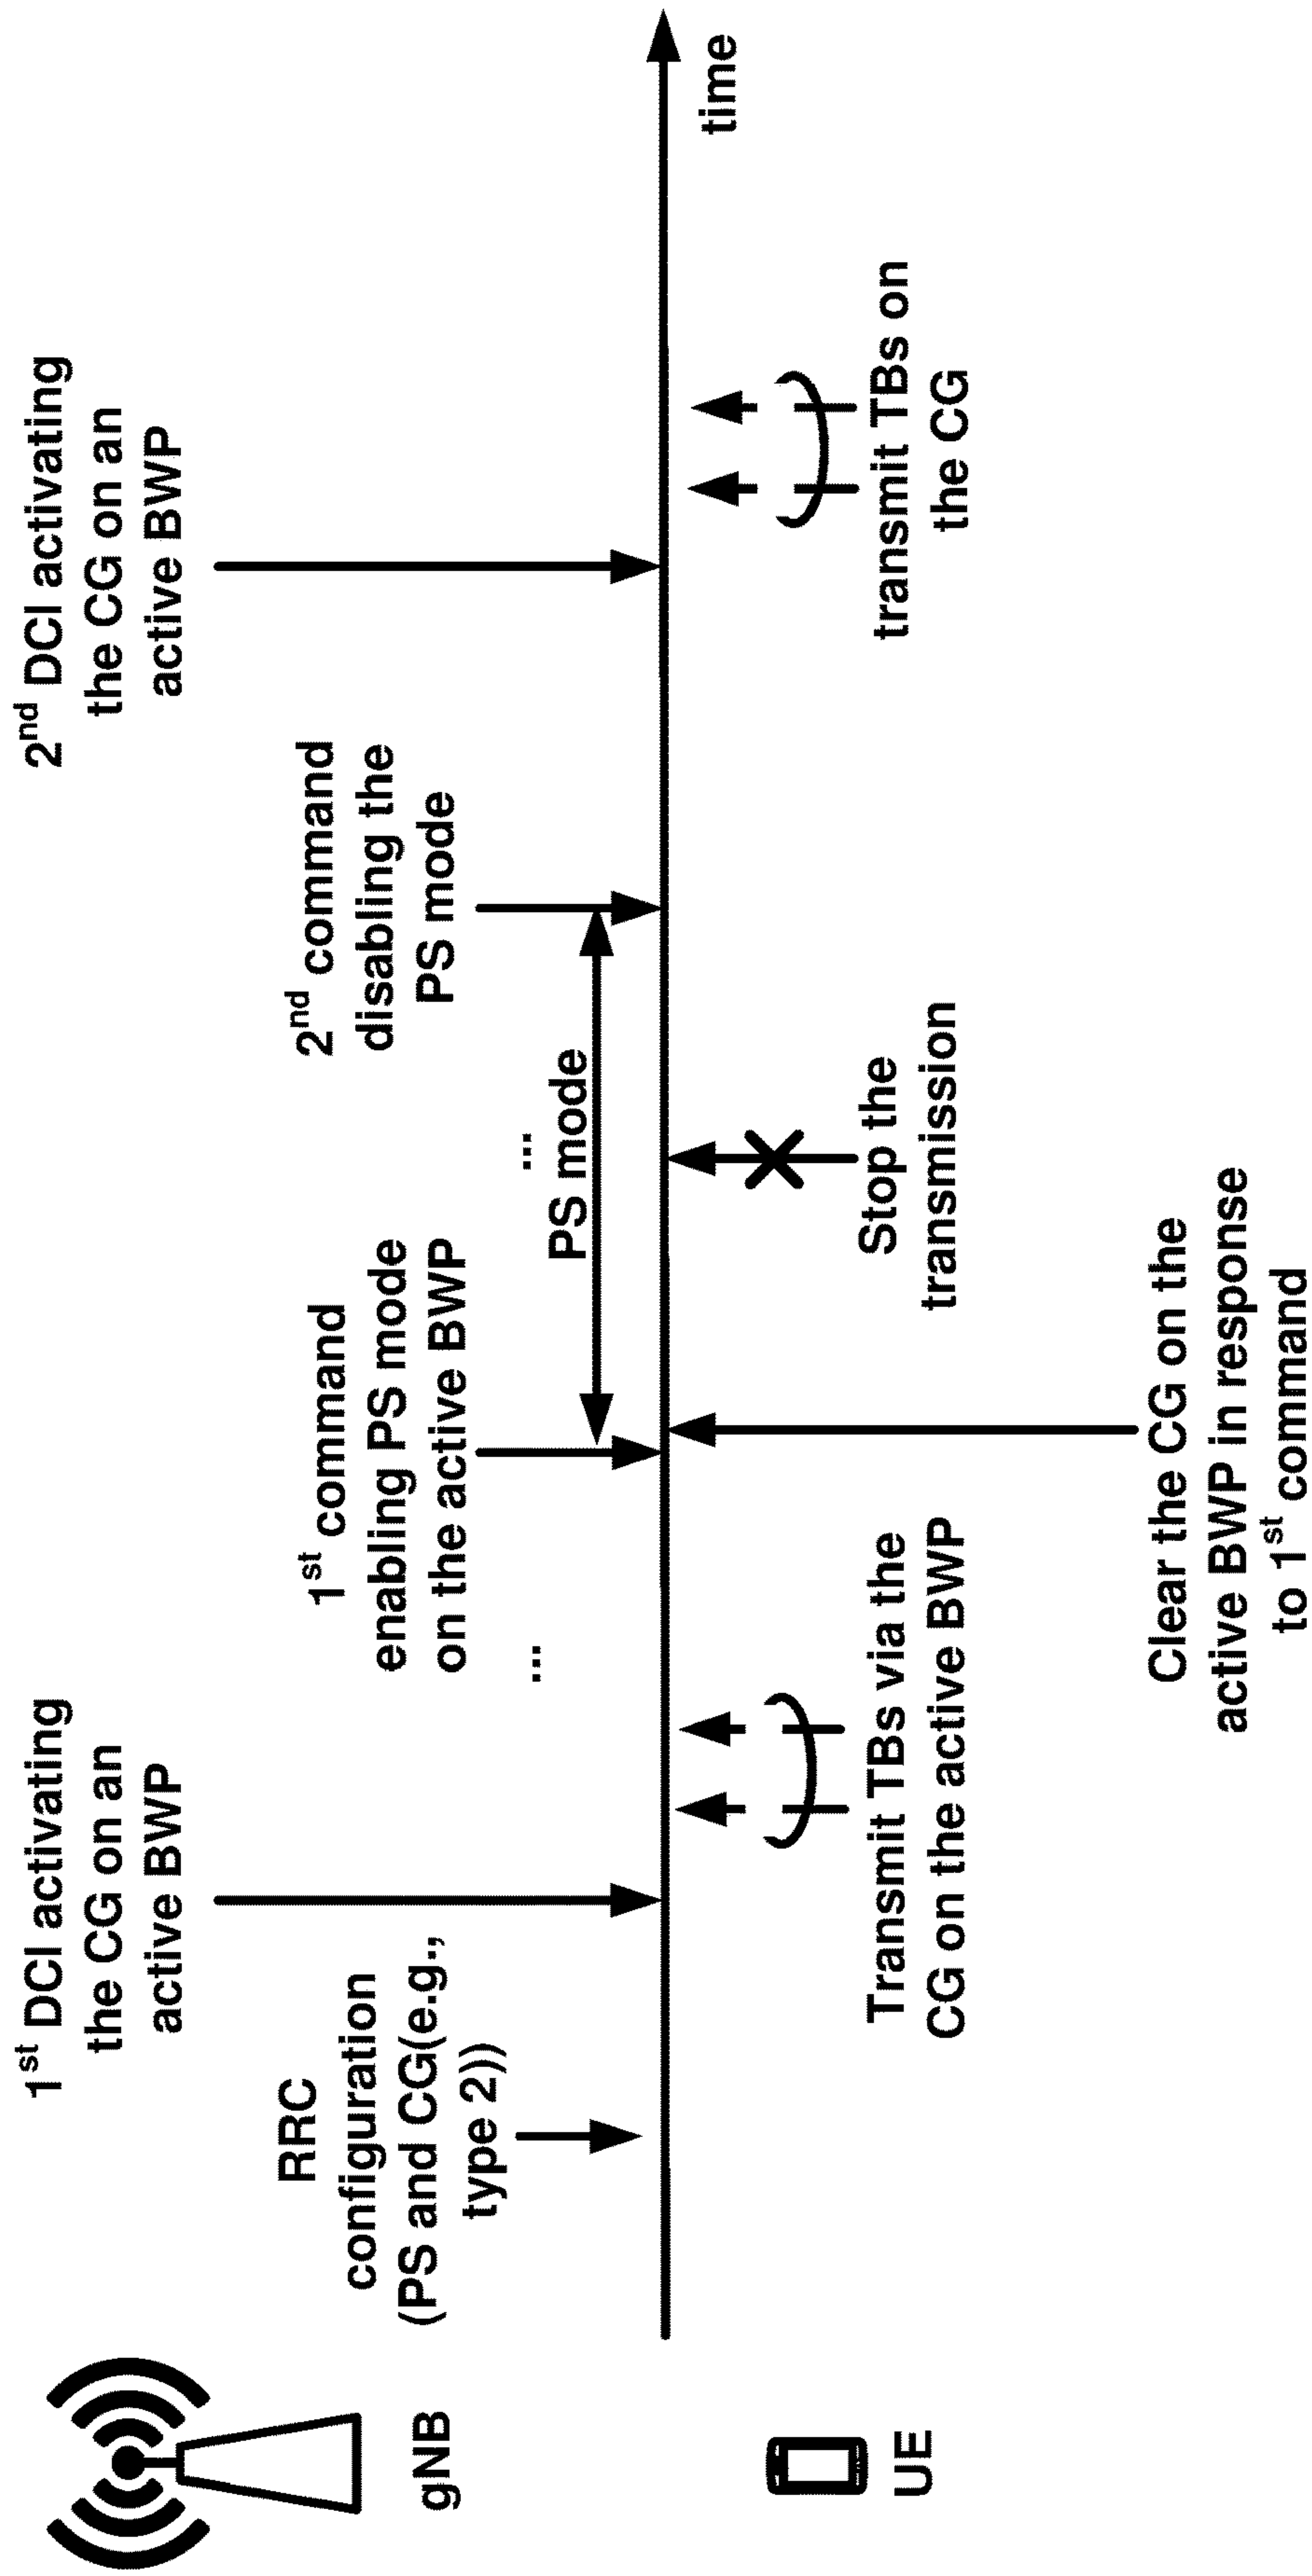 1st DCI activating
the CG on an
active BWP
2nd DCI activating
the CG on an
active BWP
RRC
configuration
(PS and CG(e.g.,
type 2))
1st command
enabling PS mode
on the active BWP
2nd command
disabling the
PS mode
...
...
PS mode
gNB
time
UE
Transmit TBs via the
CG on the active BWP
Stop the
transmission
transmit TBs on
the CG
Clear the CG on the
active BWP in response
to 1st command